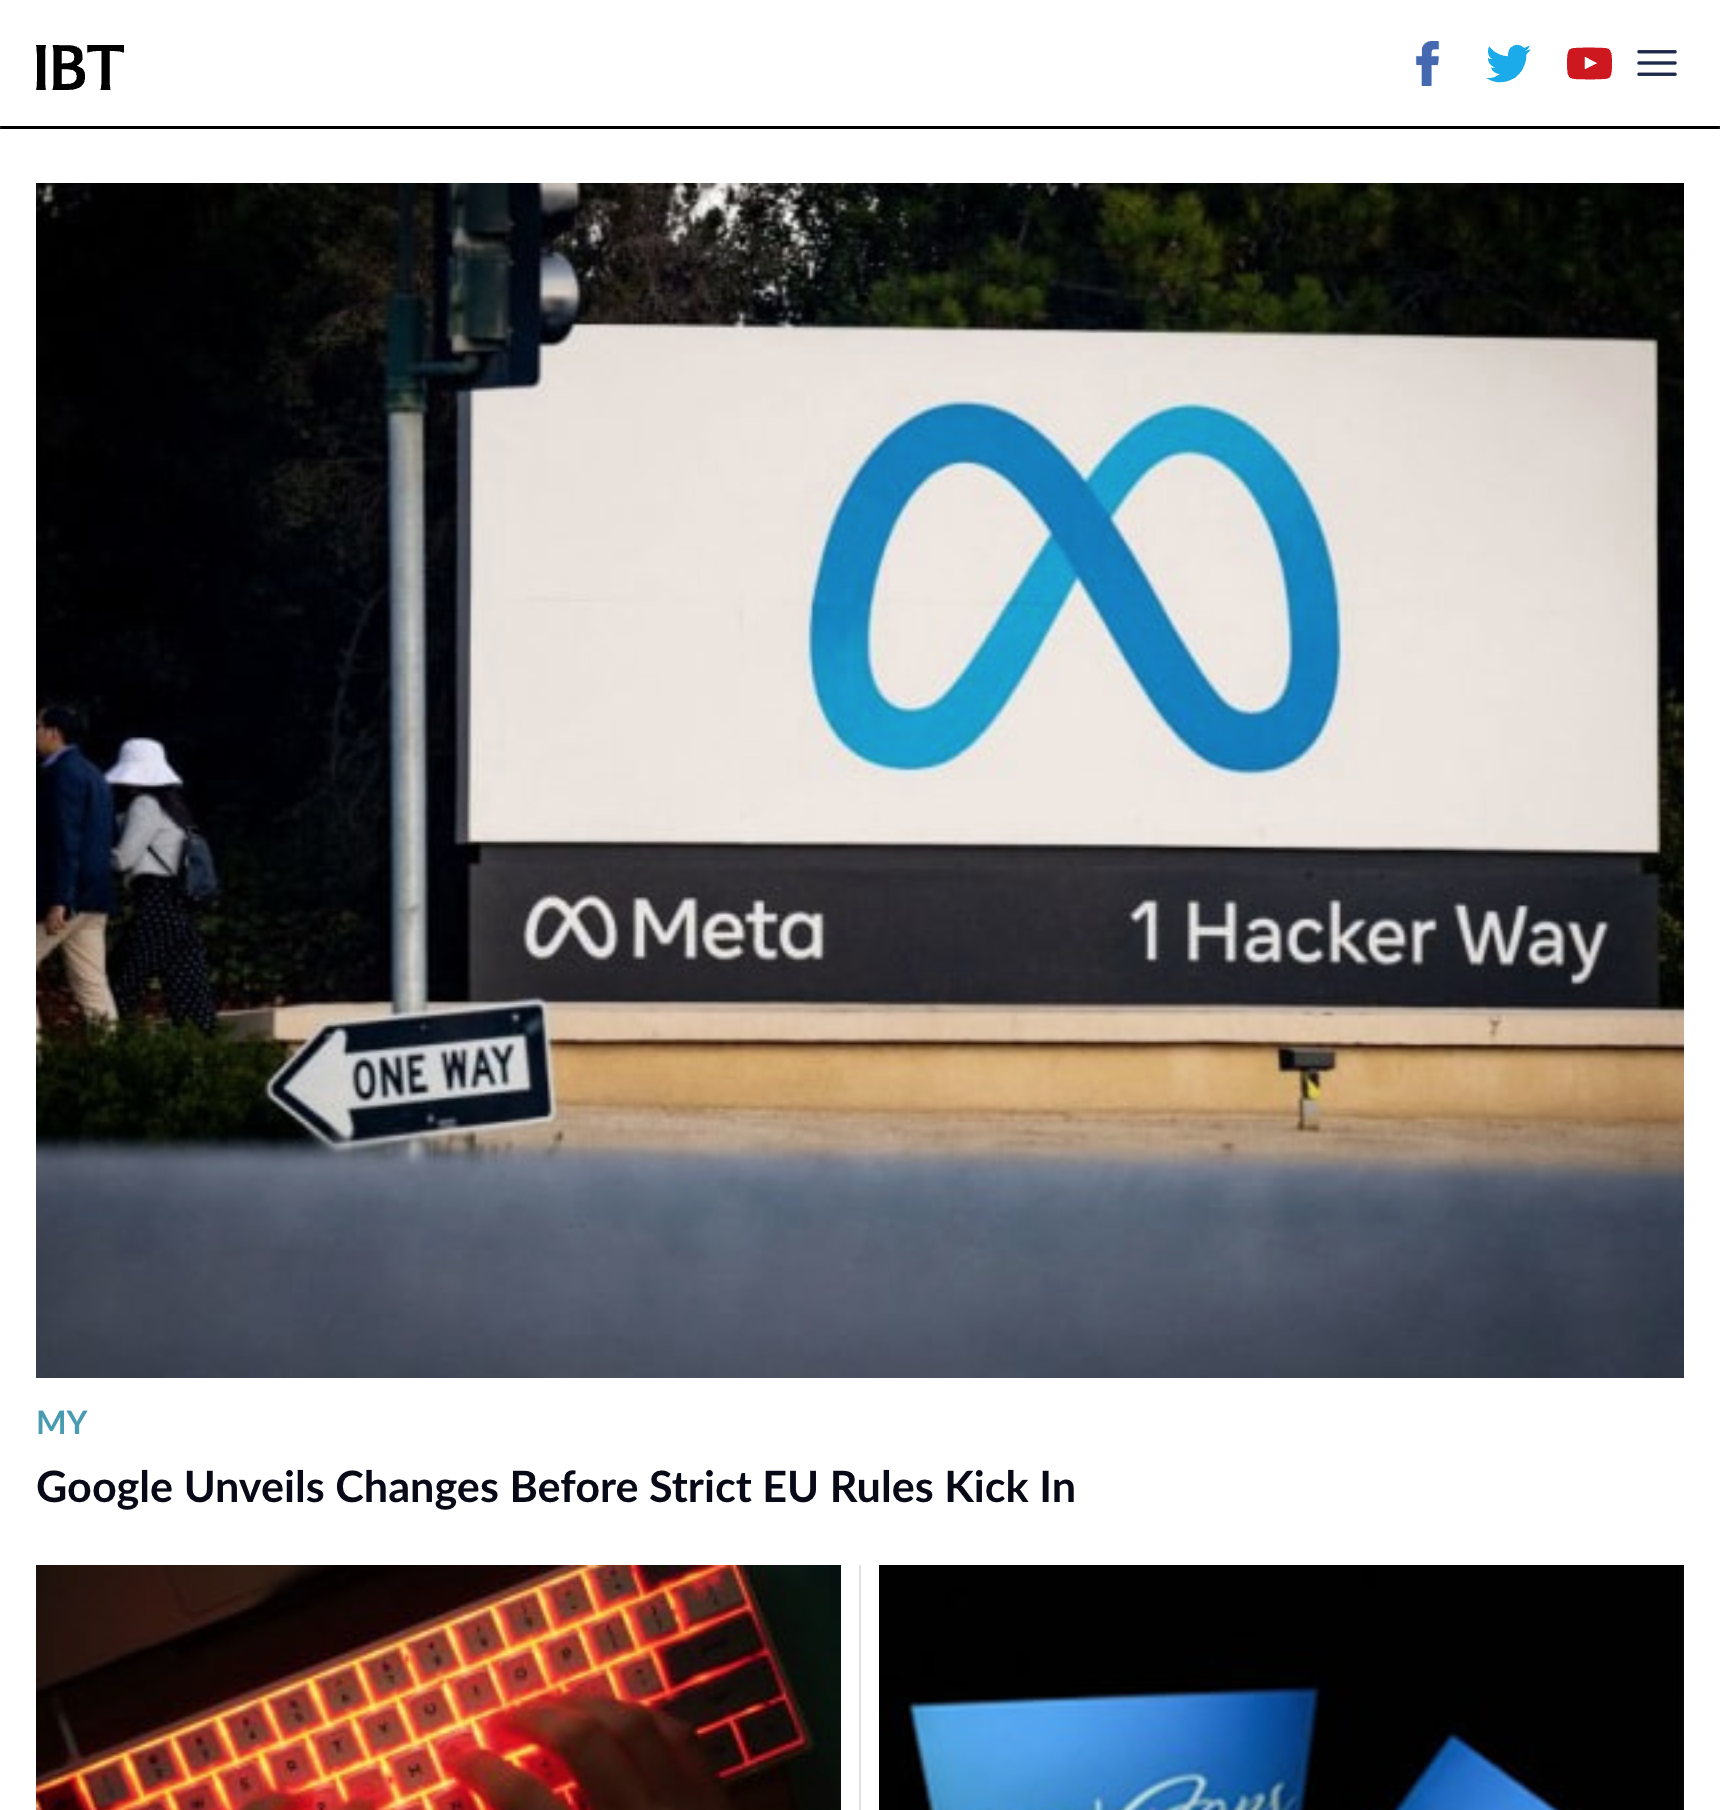 IBT
Meta
1 Hacker Way
ONE WAY
MY
Google Unveils Changes Before Strict EU Rules Kick In